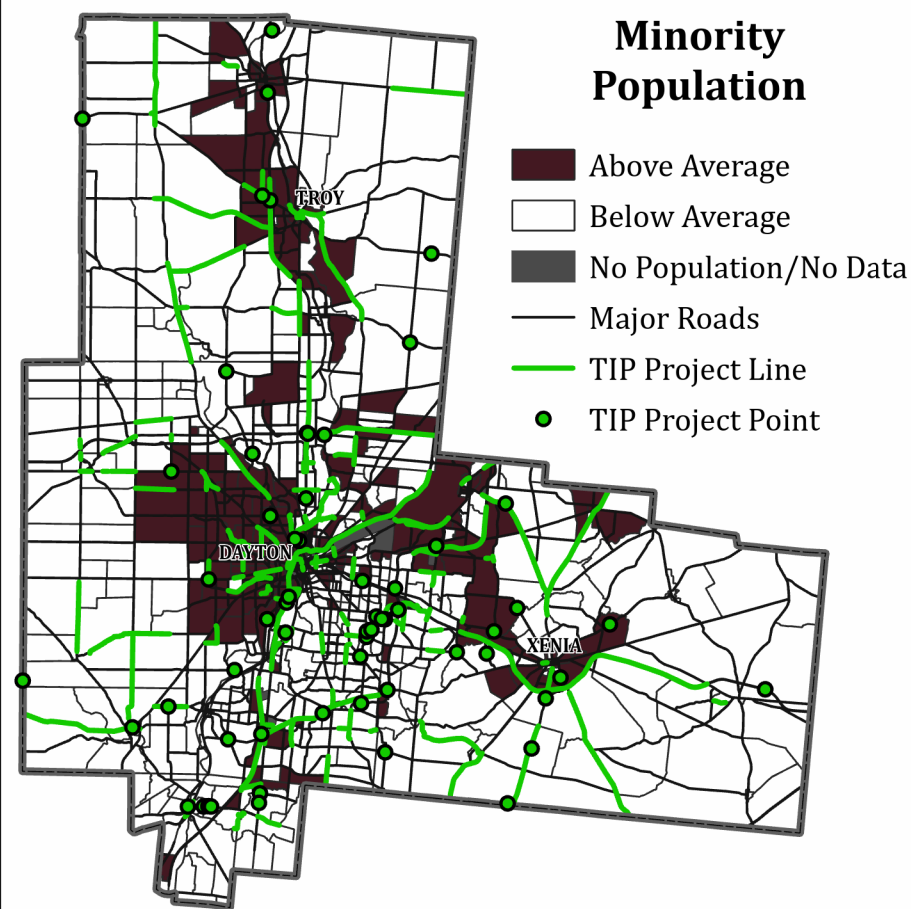 Minority
Population
Above Average
Below Average
No Population/No Data
Major Roads
TIP Project Line
TIP Project Point
TROY
DAYTON
XENIA